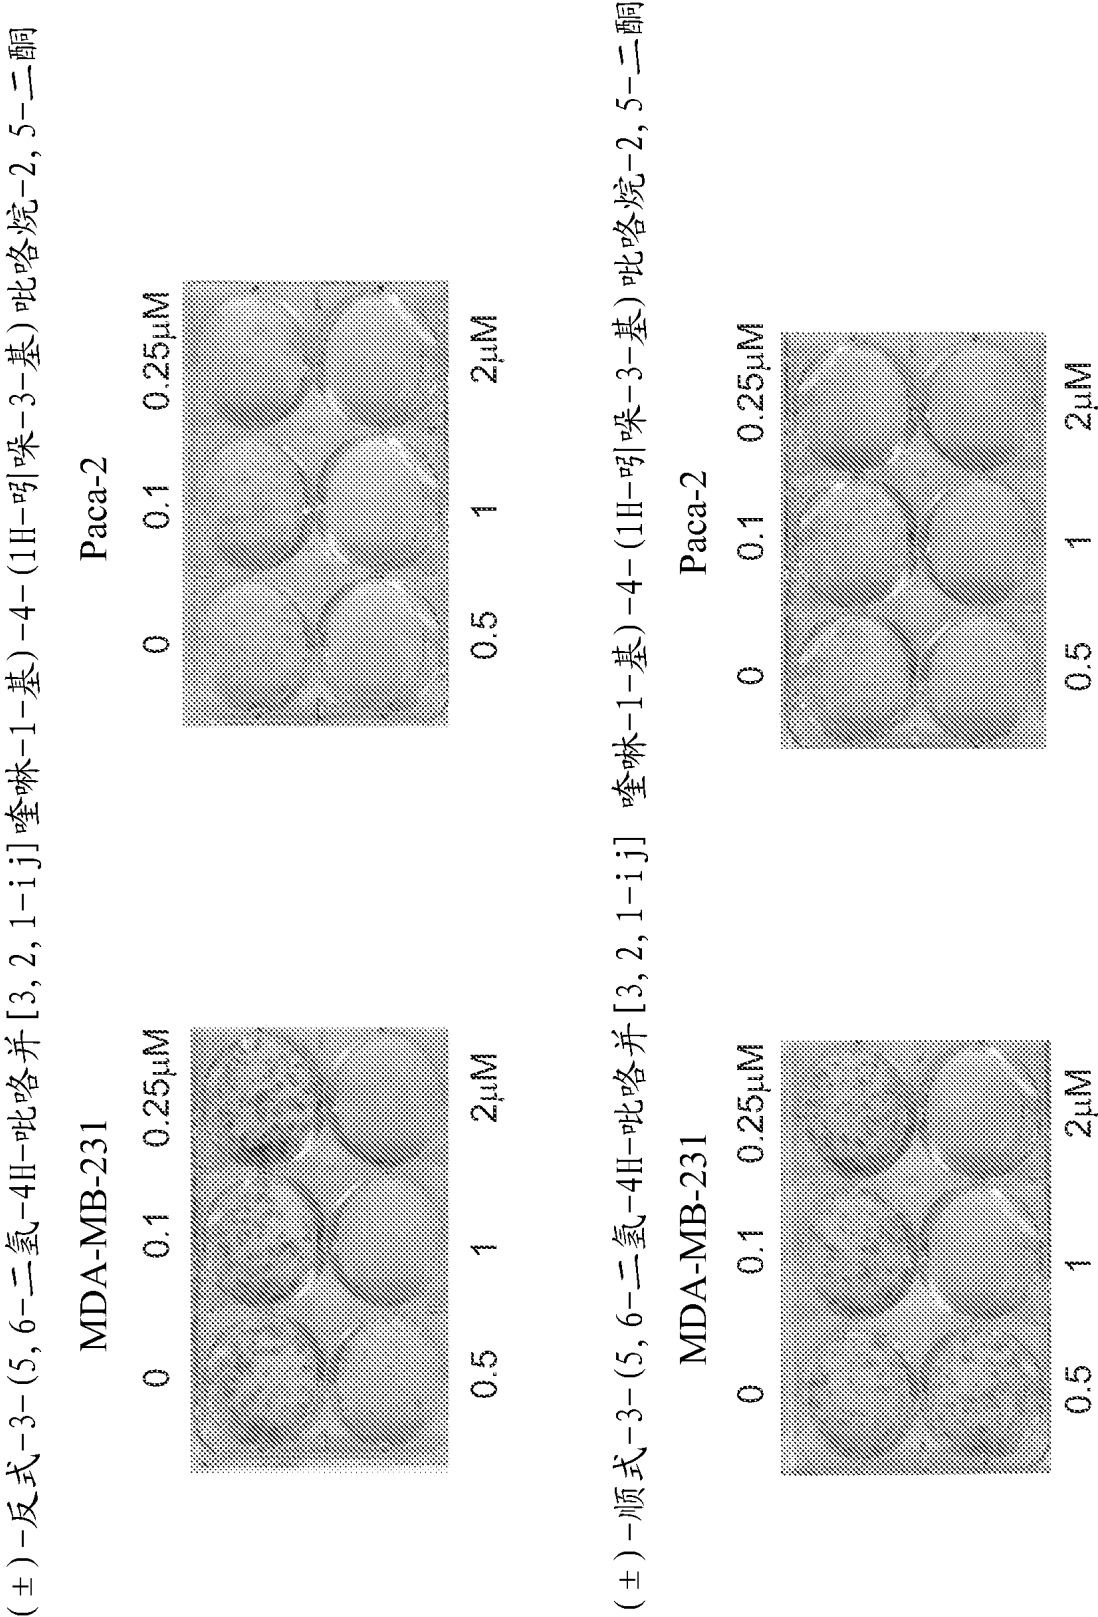 (±)-反式-3-(5, 6-二氢-4H-吡咯并[3, 2, 1-ij]喹啉-1-基)-4-(1H-吲哚-3-基)吡咯烷-2, 5-二酮
MDA-MB-231
0 0.1 0.25μM
0.5 1 2μM
Paca-2
0 0.1 0.25μM
0.5 1 2μM
(±)-顺式-3-(5, 6-二氢-4H-吡咯并[3, 2, 1-ij] 喹啉-1-基)-4-(1H-吲哚-3-基)吡咯烷-2, 5-二酮
MDA-MB-231
0 0.1 0.25μM
0.5 1 2μM
Paca-2
0 0.1 0.25μM
0.5 1 2μM